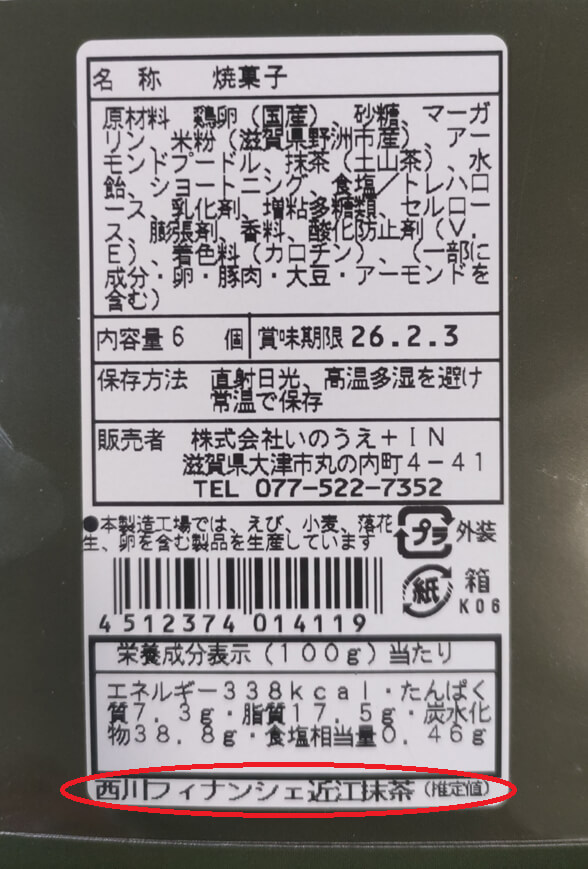 名 称 焼菓子
原材料 鶏卵（国産）、砂糖、マーガ
リン、米粉（滋賀県野洲市産）、アー
モンドプードル、抹茶（土山茶）、水
飴、ショートニング、食塩／トレハロ
ース、乳化剤、増粘多糖類、セルロー
ス、膨張剤、香料、酸化防止剤（V．
E）、着色料（カロチン）、（一部に
成分・卵・豚肉・大豆・アーモンドを
含む）
内容量 6 個 賞味期限 26.2.3
保存方法 直射日光、高温多湿を避け
常温で保存
販売者 株式会社いのうえ＋IN
滋賀県大津市丸の内町4－41
TEL 077-522-7352
●本製造工場では、えび、小麦、落花
生、卵を含む製品を生産しています
プラ 外装
紙 箱
K06
4512374 014119
栄養成分表示（100g）当たり
エネルギー338kcal・たんぱく
質7.3g・脂質17.5g・炭水化
物38.8g・食塩相当量0.46g
西川フィナンシェ近江抹茶（推定値）